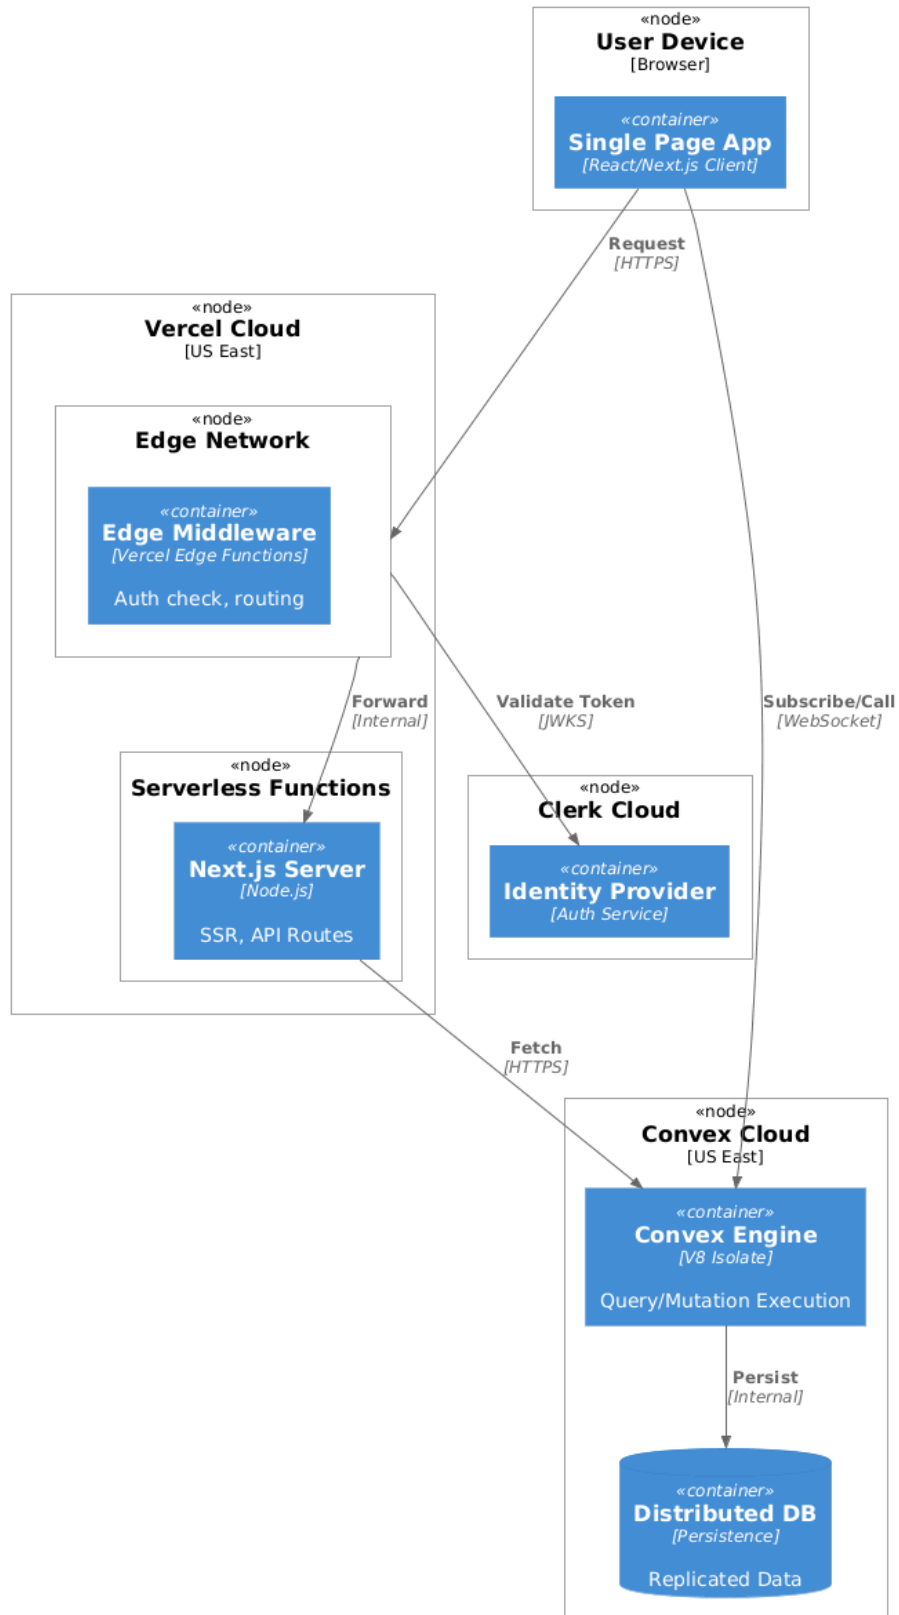 «node»
User Device
[Browser]
«container»
Single Page App
[React/Next.js Client]
Request
[HTTPS]
«node»
Vercel Cloud
[US East]
«node»
Edge Network
«container»
Edge Middleware
[Vercel Edge Functions]
Auth check, routing
Forward
[Internal]
Validate Token
[JWKS]
Subscribe/Call
[WebSocket]
«node»
Serverless Functions
«container»
Next.js Server
[Node.js]
SSR, API Routes
«node»
Clerk Cloud
«container»
Identity Provider
[Auth Service]
Fetch
[HTTPS]
«node»
Convex Cloud
[US East]
«container»
Convex Engine
[V8 Isolate]
Query/Mutation Execution
Persist
[Internal]
«container»
Distributed DB
[Persistence]
Replicated Data